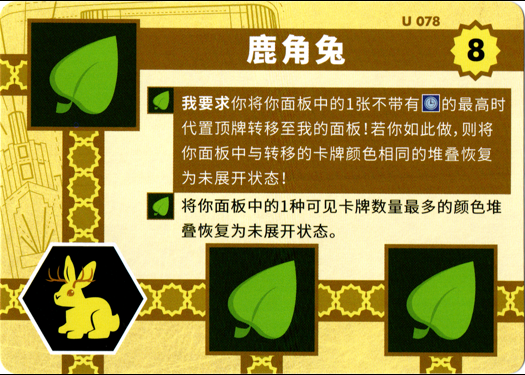 U 078
鹿角兔
8
我要求你将你面板中的1张不带有的最高时
代置顶牌转移至我的面板！若你如此做，则将
你面板中与转移的卡牌颜色相同的堆叠恢复
为未展开状态！
将你面板中的1种可见卡牌数量最多的颜色堆
叠恢复为未展开状态。